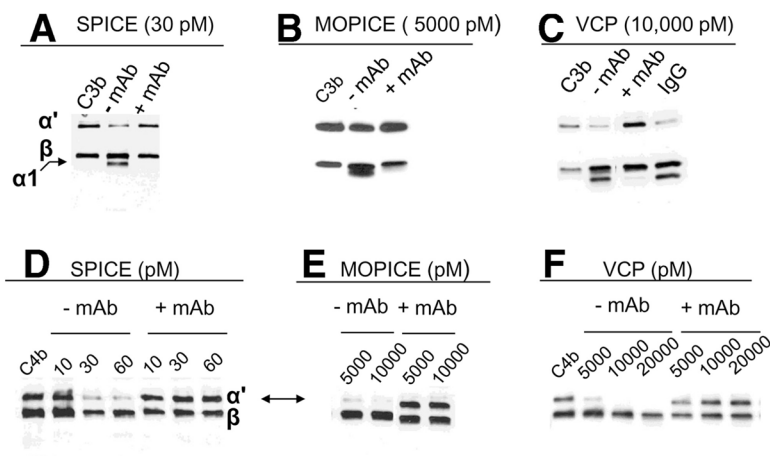 A SPICE (30 pM)
C3b - mAb + mAb
α'
β
α1
B MOPICE ( 5000 pM)
C3b - mAb + mAb
C VCP (10,000 pM)
C3b - mAb + mAb IgG
D SPICE (pM)
- mAb + mAb
C4b 10 30 60 10 30 60
α'
β
E MOPICE (pM)
- mAb + mAb
5000 10000 5000 10000
F VCP (pM)
- mAb + mAb
C4b 5000 10000 20000 5000 10000 20000